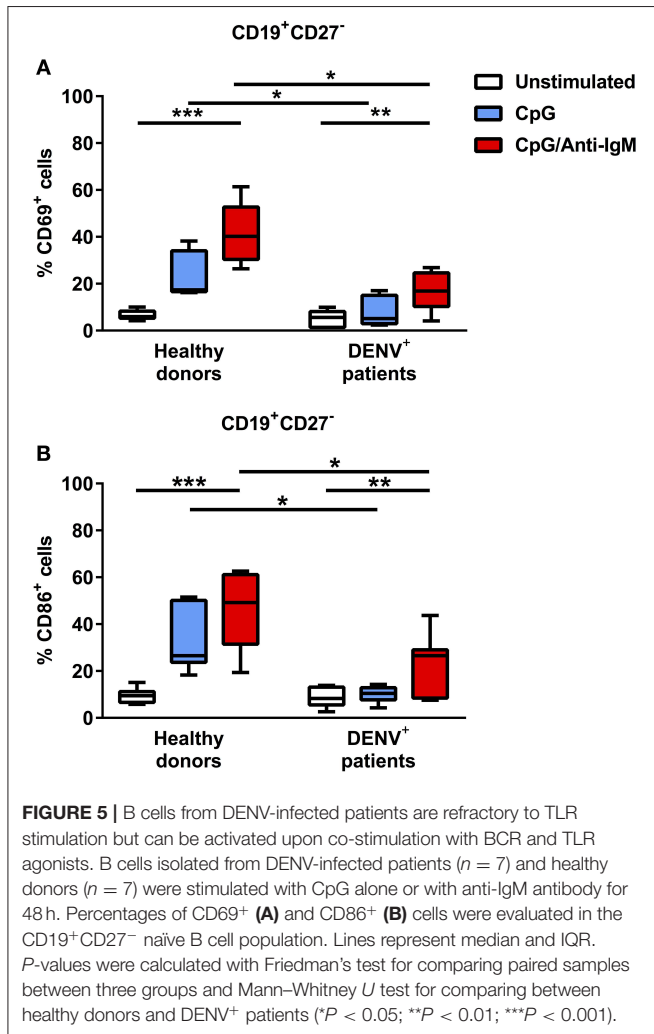 CD19⁺CD27⁻
A
*
*
***
**
Unstimulated
CpG
CpG/Anti-IgM
100
80
60
40
20
0
% CD69⁺ cells
Healthy
donors
DENV⁺
patients
CD19⁺CD27⁻
B
*
***
**
*
100
80
60
40
20
0
% CD86⁺ cells
Healthy
donors
DENV⁺
patients
FIGURE 5 | B cells from DENV-infected patients are refractory to TLR
stimulation but can be activated upon co-stimulation with BCR and TLR
agonists. B cells isolated from DENV-infected patients (n = 7) and healthy
donors (n = 7) were stimulated with CpG alone or with anti-IgM antibody for
48 h. Percentages of CD69⁺ (A) and CD86⁺ (B) cells were evaluated in the
CD19⁺CD27⁻ naïve B cell population. Lines represent median and IQR.
P-values were calculated with Friedman's test for comparing paired samples
between three groups and Mann–Whitney U test for comparing between
healthy donors and DENV⁺ patients (*P < 0.05; **P < 0.01; ***P < 0.001).